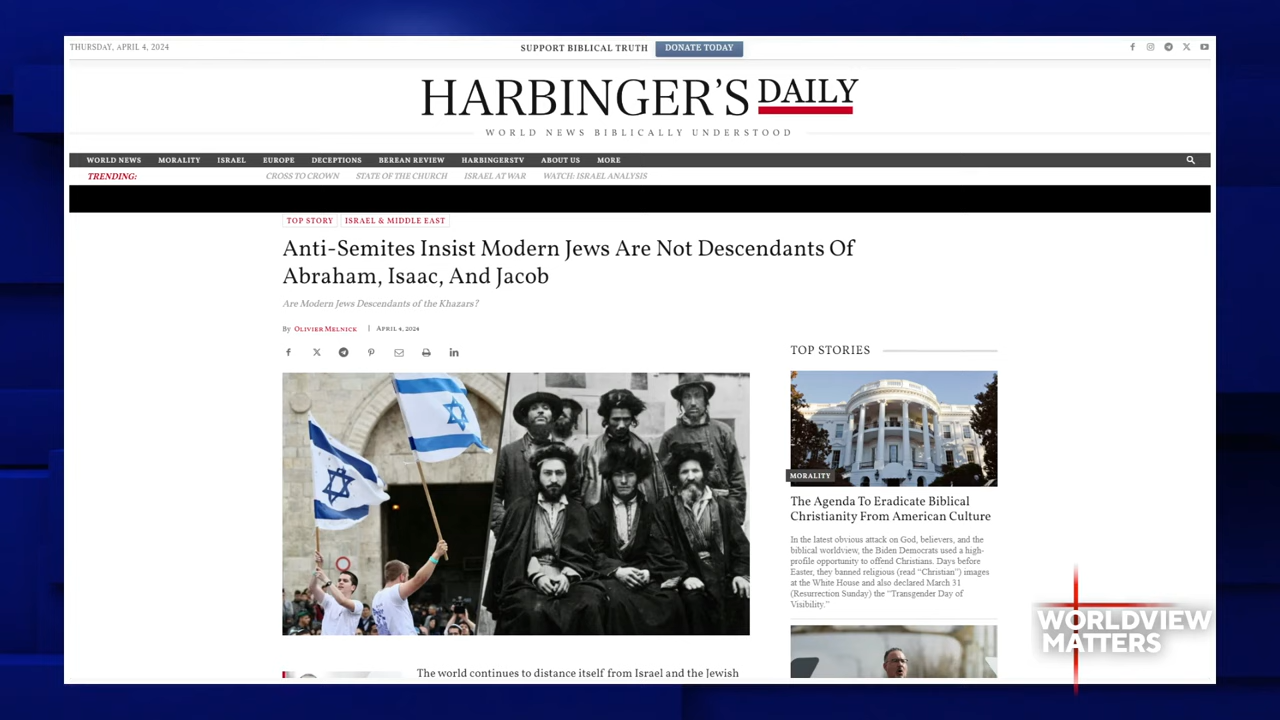 THURSDAY, APRIL 4, 2024
SUPPORT BIBLICAL TRUTH DONATE TODAY
HARBINGER'S DAILY
WORLD NEWS BIBLICALLY UNDERSTOOD
WORLD NEWS MORALITY ISRAEL EUROPE DECEPTIONS BEREAN REVIEW HARBINGERSTV ABOUT US MORE
TRENDING: CROSS TO CROWN STATE OF THE CHURCH ISRAEL AT WAR WATCH: ISRAEL ANALYSIS
TOP STORY ISRAEL & MIDDLE EAST
Anti-Semites Insist Modern Jews Are Not Descendants Of
Abraham, Isaac, And Jacob
Are Modern Jews Descendants of the Khazars?
By OLIVIER MELNICK | APRIL 4, 2024
The world continues to distance itself from Israel and the Jewish
TOP STORIES
MORALITY
The Agenda To Eradicate Biblical
Christianity From American Culture
In the latest obvious attack on God, believers, and the
biblical worldview, the Biden Democrats used a high-
profile opportunity to offend Christians. Days before
Easter, they banned religious (read “Christian”) images
at the White House and also declared March 31
(Resurrection Sunday) the “Transgender Day of
Visibility.”
WORLDVIEW
MATTERS